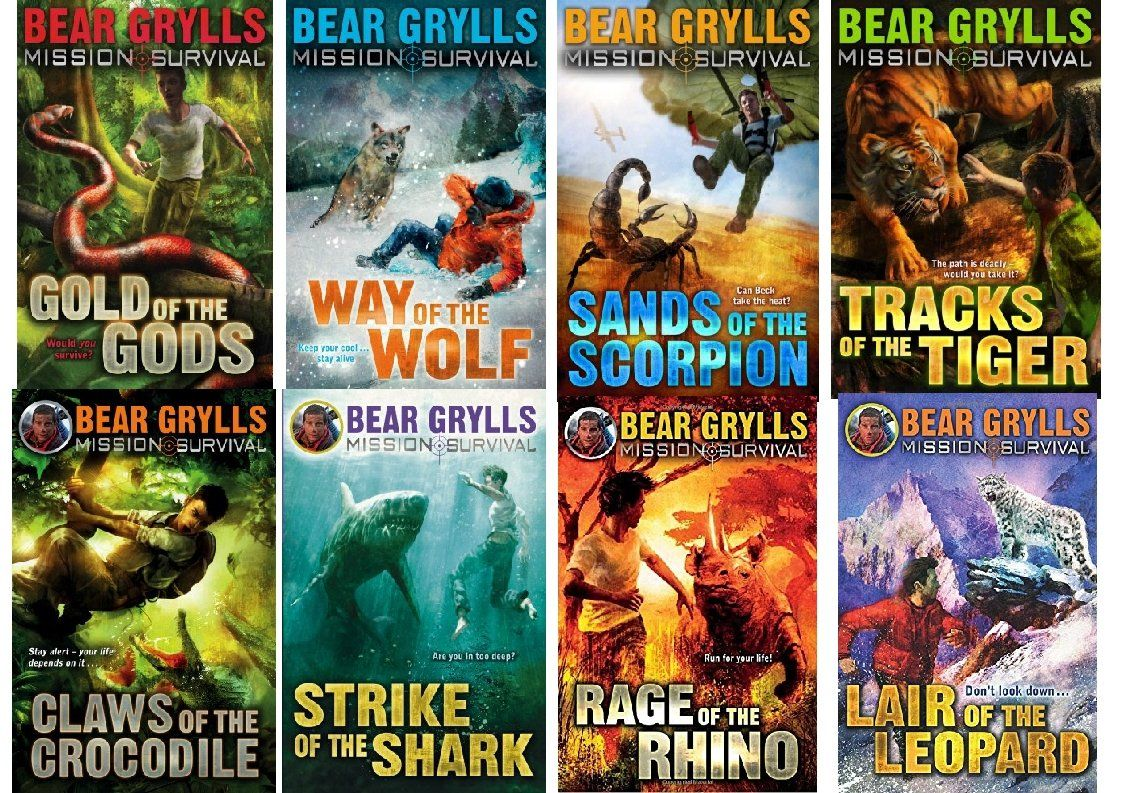 BEAR GRYLLS
MISSION SURVIVAL
GOLD OF THE
Would you
survive?
GODS
BEAR GRYLLS
MISSION SURVIVAL
WAY OF THE
Keep your cool ...
stay alive
WOLF
BEAR GRYLLS
MISSION SURVIVAL
Can Beck
take the heat?
SANDS OF THE
SCORPION
BEAR GRYLLS
MISSION SURVIVAL
The path is deadly –
would you take it?
TRACKS
OF THE TIGER
BEAR GRYLLS
MISSION SURVIVAL
Stay alert – your life
depends on it ...
CLAWS OF THE
CROCODILE
BEAR GRYLLS
MISSION SURVIVAL
Are you in too deep?
STRIKE
OF THE SHARK
BEAR GRYLLS
MISSION SURVIVAL
Run for your life!
RAGE OF THE
RHINO
BEAR GRYLLS
MISSION SURVIVAL
Don't look down...
LAIR OF THE
LEOPARD